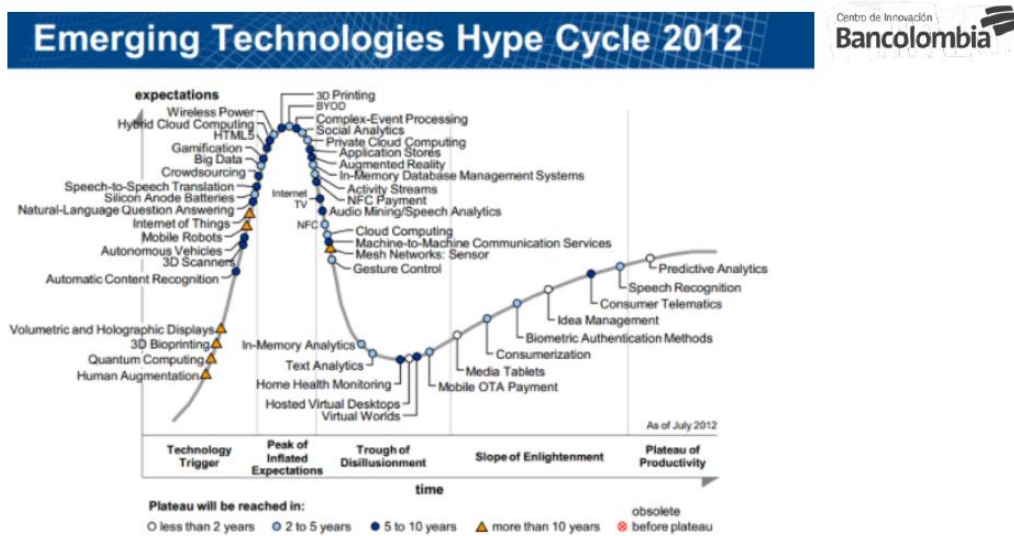 Emerging Technologies Hype Cycle 2012
Centro de Innovación
Bancolombia
expectations
3D Printing
BYOD
Wireless Power
Complex-Event Processing
Hybrid Cloud Computing
Social Analytics
HTML5
Private Cloud Computing
Gamification
Application Stores
Big Data
Augmented Reality
Crowdsourcing
In-Memory Database Management Systems
Speech-to-Speech Translation
Activity Streams
Silicon Anode Batteries
Internet
TV
NFC Payment
Natural-Language Question Answering
Audio Mining/Speech Analytics
Internet of Things
NFC
Cloud Computing
Mobile Robots
Machine-to-Machine Communication Services
Autonomous Vehicles
Mesh Networks: Sensor
3D Scanners
Gesture Control
Automatic Content Recognition
Predictive Analytics
Speech Recognition
Consumer Telematics
Idea Management
Volumetric and Holographic Displays
Biometric Authentication Methods
3D Bioprinting
In-Memory Analytics
Consumerization
Quantum Computing
Text Analytics
Media Tablets
Human Augmentation
Home Health Monitoring
Mobile OTA Payment
Hosted Virtual Desktops
Virtual Worlds
As of July 2012
Technology
Trigger
Peak of
Inflated
Expectations
Trough of
Disillusionment
Slope of Enlightenment
Plateau of
Productivity
time
Plateau will be reached in:
less than 2 years
2 to 5 years
5 to 10 years
more than 10 years
obsolete
before plateau